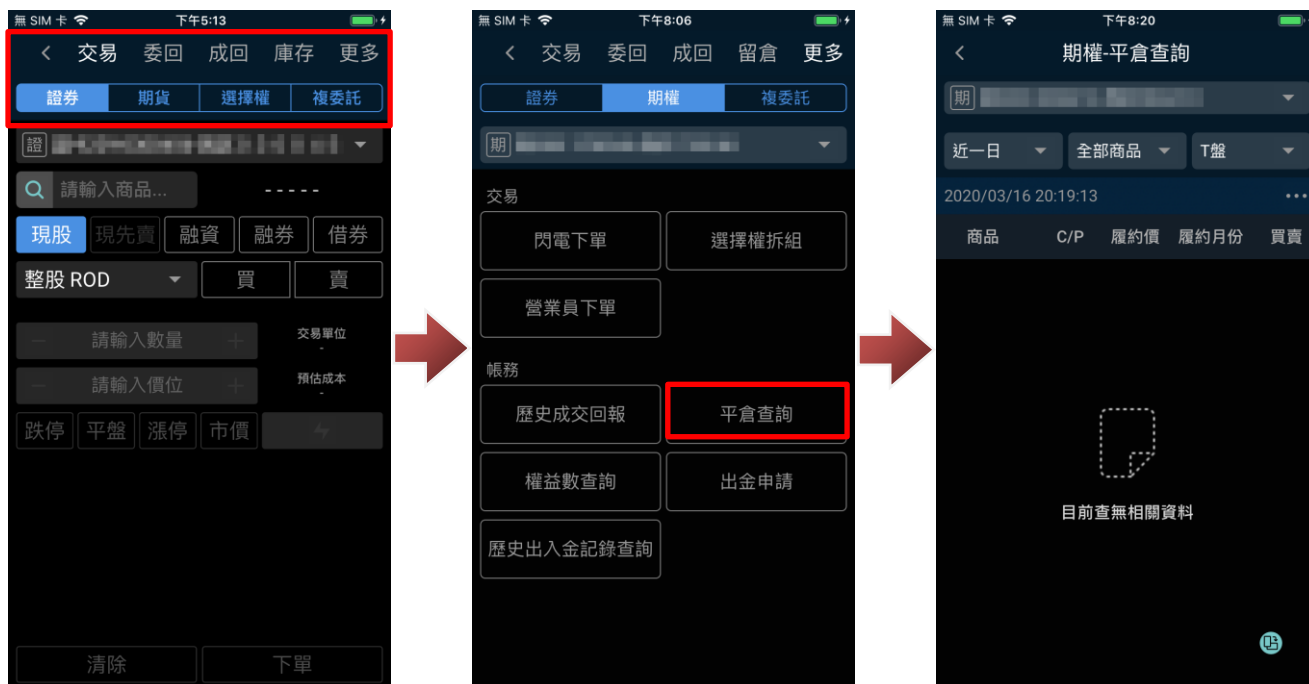 無 SIM 卡 下午5:13
交易 委回 成回 庫存 更多
證券 期貨 選擇權 複委託
證
請輸入商品... -----
現股 現先賣 融資 融券 借券
整股 ROD 買 賣
請輸入數量 交易單位
-
請輸入價位 預估成本
-
跌停 平盤 漲停 市價
清除 下單
無 SIM 卡 下午8:06
交易 委回 成回 留倉 更多
證券 期權 複委託
期
交易
閃電下單 選擇權拆組
營業員下單
帳務
歷史成交回報 平倉查詢
權益數查詢 出金申請
歷史出入金記錄查詢
無 SIM 卡 下午8:20
期權-平倉查詢
期
近一日 全部商品 T盤
2020/03/16 20:19:13
商品 C/P 履約價 履約月份 買賣
目前查無相關資料